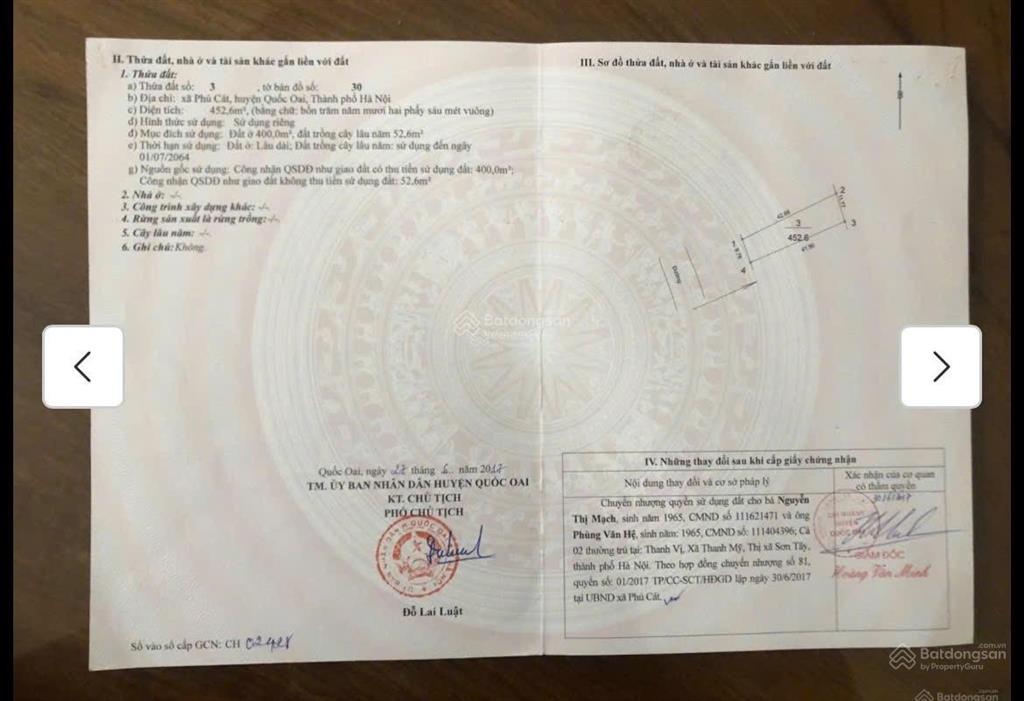 II. Thửa đất, nhà ở và tài sản khác gắn liền với đất
1. Thửa đất:
a) Thửa đất số: 3 , tờ bản đồ số: 30
b) Địa chỉ: xã Phú Cát, huyện Quốc Oai, Thành phố Hà Nội
c) Diện tích: 452,6m², (bằng chữ: bốn trăm năm mươi hai phẩy sáu mét vuông)
d) Hình thức sử dụng: Sử dụng riêng
đ) Mục đích sử dụng: Đất ở 400,0m², đất trồng cây lâu năm 52,6m²
e) Thời hạn sử dụng: Đất ở: Lâu dài; Đất trồng cây lâu năm: sử dụng đến ngày
01/07/2064
g) Nguồn gốc sử dụng: Công nhận QSDĐ như giao đất có thu tiền sử dụng đất: 400,0m²;
Công nhận QSDĐ như giao đất không thu tiền sử dụng đất: 52,6m²
2. Nhà ở: -/-
3. Công trình xây dựng khác: -/-
4. Rừng sản xuất là rừng trồng: -/-
5. Cây lâu năm: -/-
6. Ghi chú: Không.
Quốc Oai, ngày 27 tháng 6 năm 2017
TM. ỦY BAN NHÂN DÂN HUYỆN QUỐC OAI
KT. CHỦ TỊCH
PHÓ CHỦ TỊCH
Đỗ Lai Luật
Số vào sổ cấp GCN: CH
III. Sơ đồ thửa đất, nhà ở và tài sản khác gắn liền với đất
2
3
3
452.6
Đường
IV. Những thay đổi sau khi cấp giấy chứng nhận
Nội dung thay đổi và cơ sở pháp lý
Xác nhận của cơ quan
có thẩm quyền
Chuyển nhượng quyền sử dụng đất cho bà Nguyễn
Thị Mạch, sinh năm 1965, CMND số 111621471 và ông
Phùng Văn Hệ, sinh năm: 1965, CMND số: 111404396; Cả
02 thường trú tại: Thanh Vị, Xã Thanh Mỹ, Thị xã Sơn Tây,
thành phố Hà Nội. Theo hợp đồng chuyển nhượng số 81,
quyển số: 01/2017 TP/CC-SCT/HĐGD lập ngày 30/6/2017
tại UBND xã Phú Cát.
GIÁM ĐỐC
Hoàng Văn Minh
Batdongsan
by PropertyGuru
Batdongsan
.com.vn
by PropertyGuru
Batdongsan